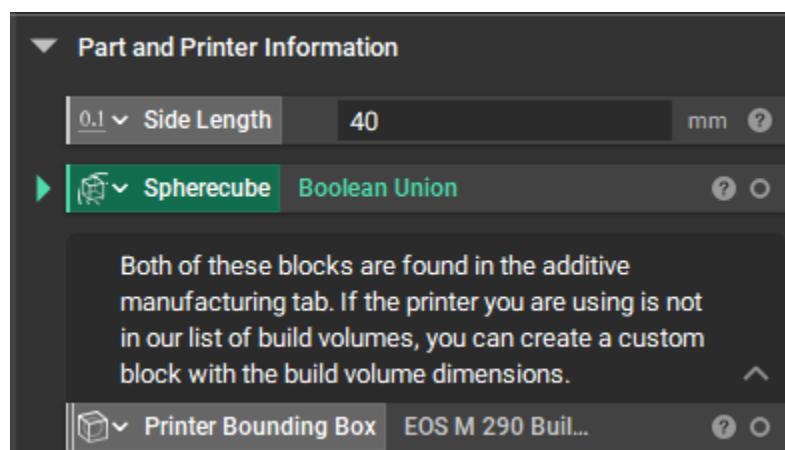 Part and Printer Information
0.1 Side Length 40 mm ?
Spherecube Boolean Union ?
Both of these blocks are found in the additive
manufacturing tab. If the printer you are using is not
in our list of build volumes, you can create a custom
block with the build volume dimensions.
Printer Bounding Box EOS M 290 Buil... ?